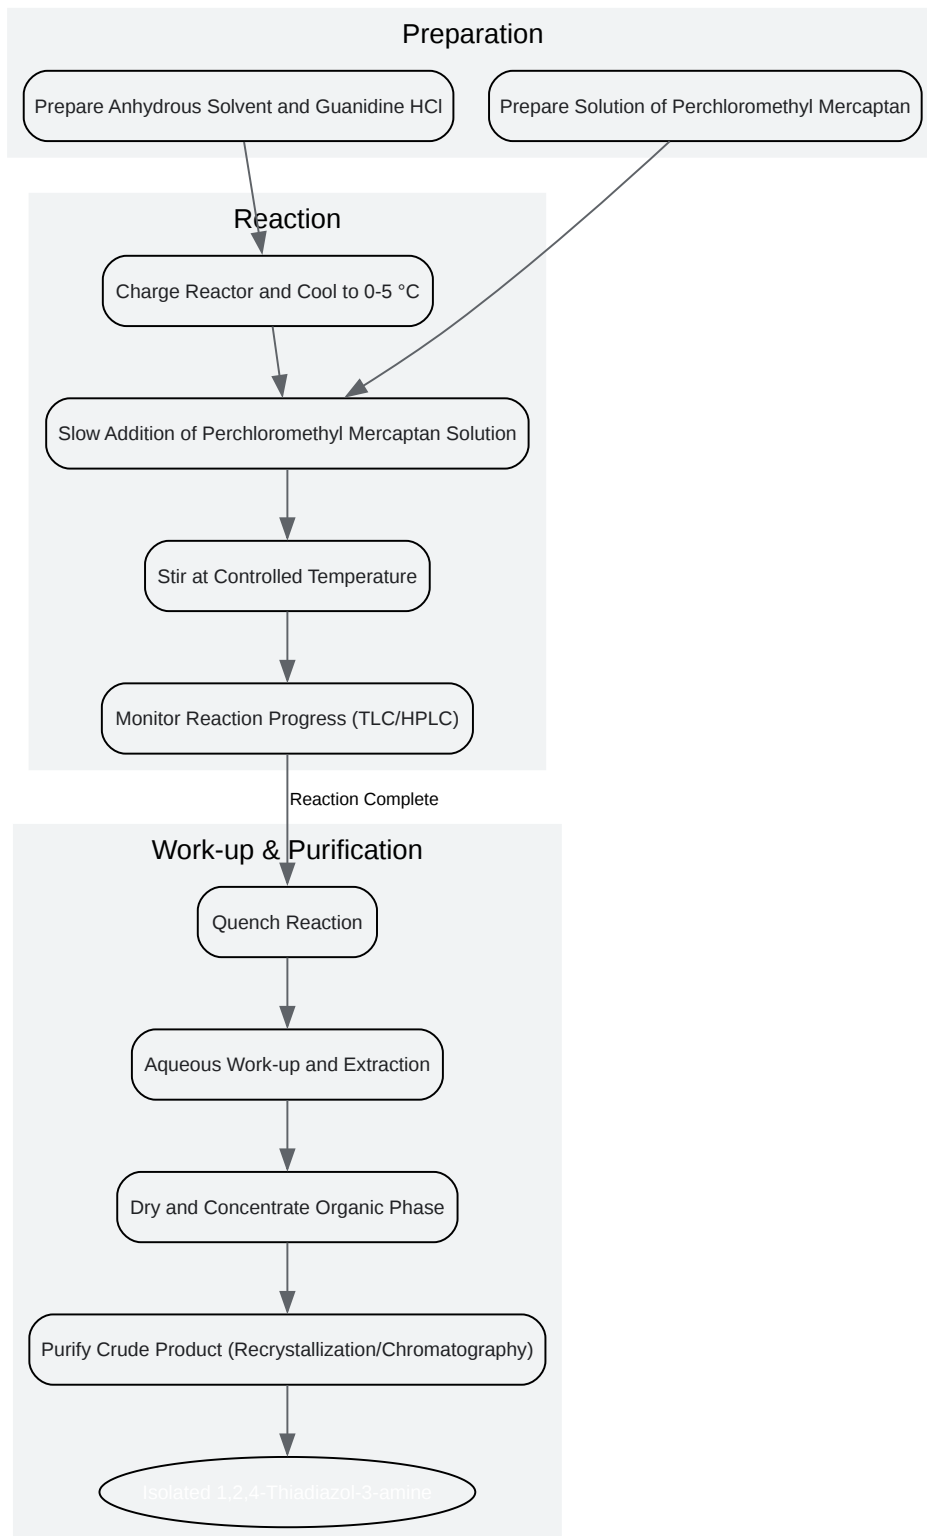 Preparation
Prepare Anhydrous Solvent and Guanidine HCl
Prepare Solution of Perchloromethyl Mercaptan
Reaction
Charge Reactor and Cool to 0-5 °C
Slow Addition of Perchloromethyl Mercaptan Solution
Stir at Controlled Temperature
Monitor Reaction Progress (TLC/HPLC)
Reaction Complete
Work-up & Purification
Quench Reaction
Aqueous Work-up and Extraction
Dry and Concentrate Organic Phase
Purify Crude Product (Recrystallization/Chromatography)
Isolated 1,2,4-Thiadiazol-3-amine